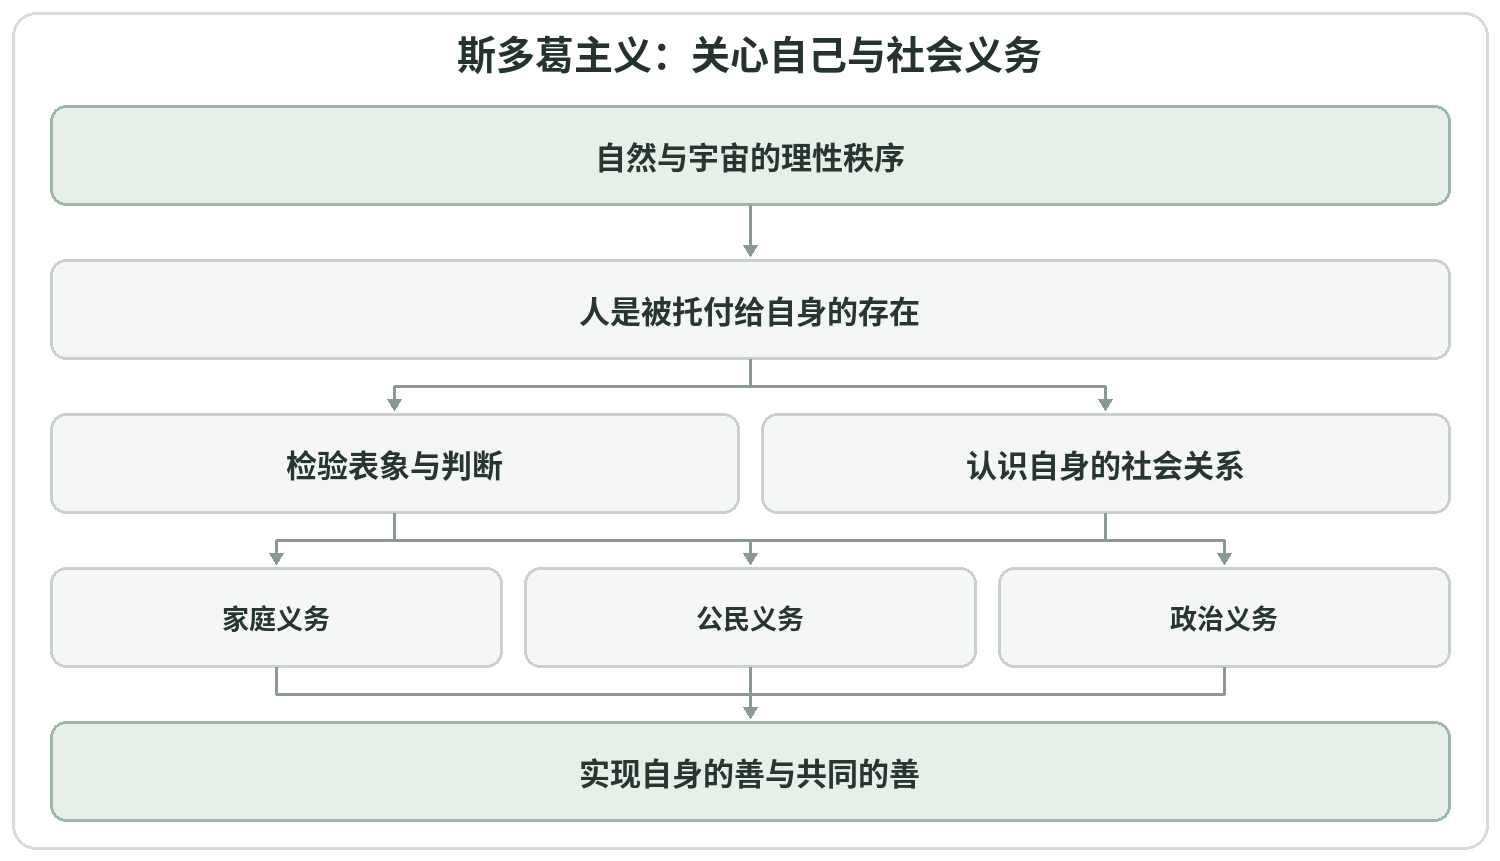 斯多葛主义：关心自己与社会义务
自然与宇宙的理性秩序
人是被托付给自身的存在
检验表象与判断
认识自身的社会关系
家庭义务
公民义务
政治义务
实现自身的善与共同的善